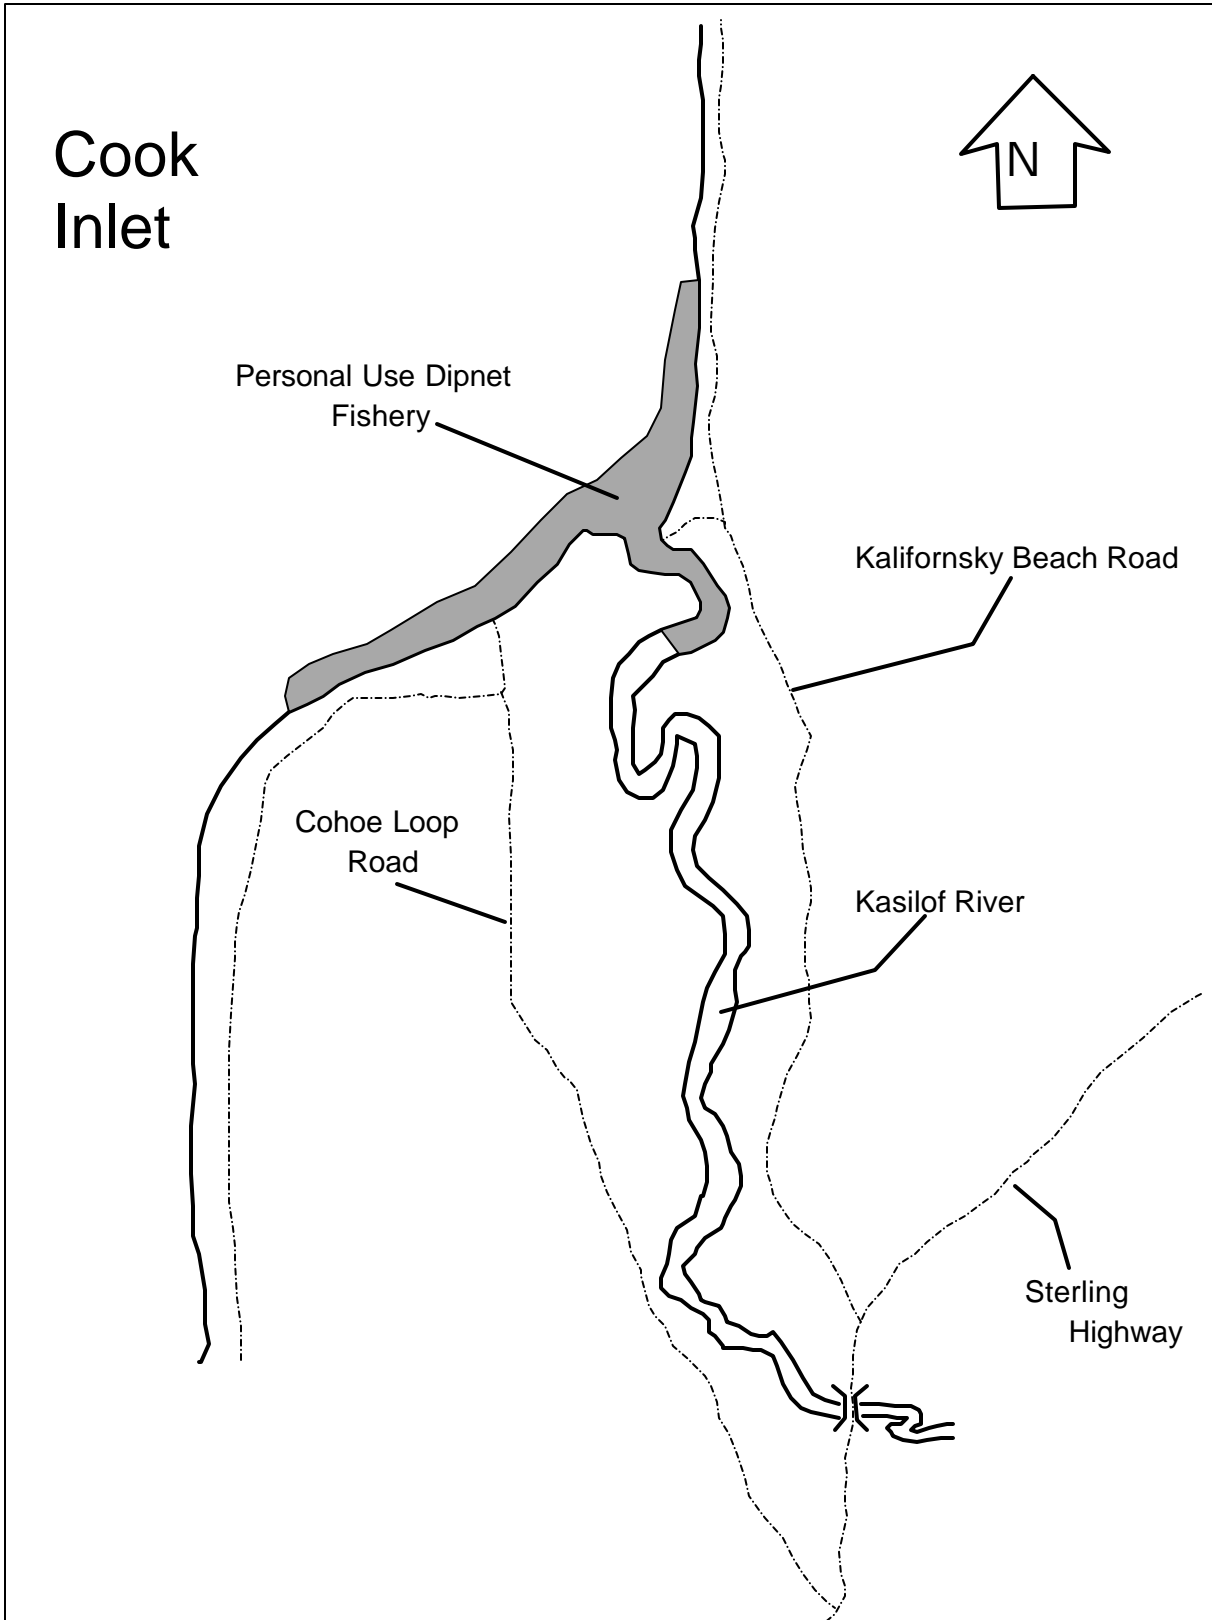 Cook
Inlet
N
Personal Use Dipnet
Fishery
Kalifornsky Beach Road
Cohoe Loop
Road
Kasilof River
Sterling
Highway